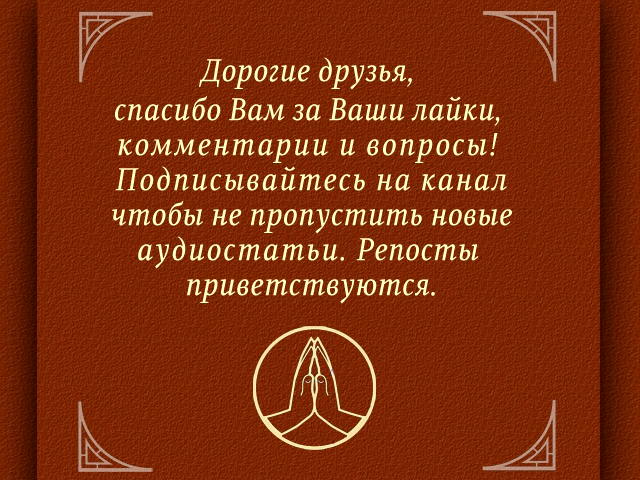 Дорогие друзья,
спасибо Вам за Ваши лайки,
комментарии и вопросы!
Подписывайтесь на канал
чтобы не пропустить новые
аудиостатьи. Репосты
приветствуются.